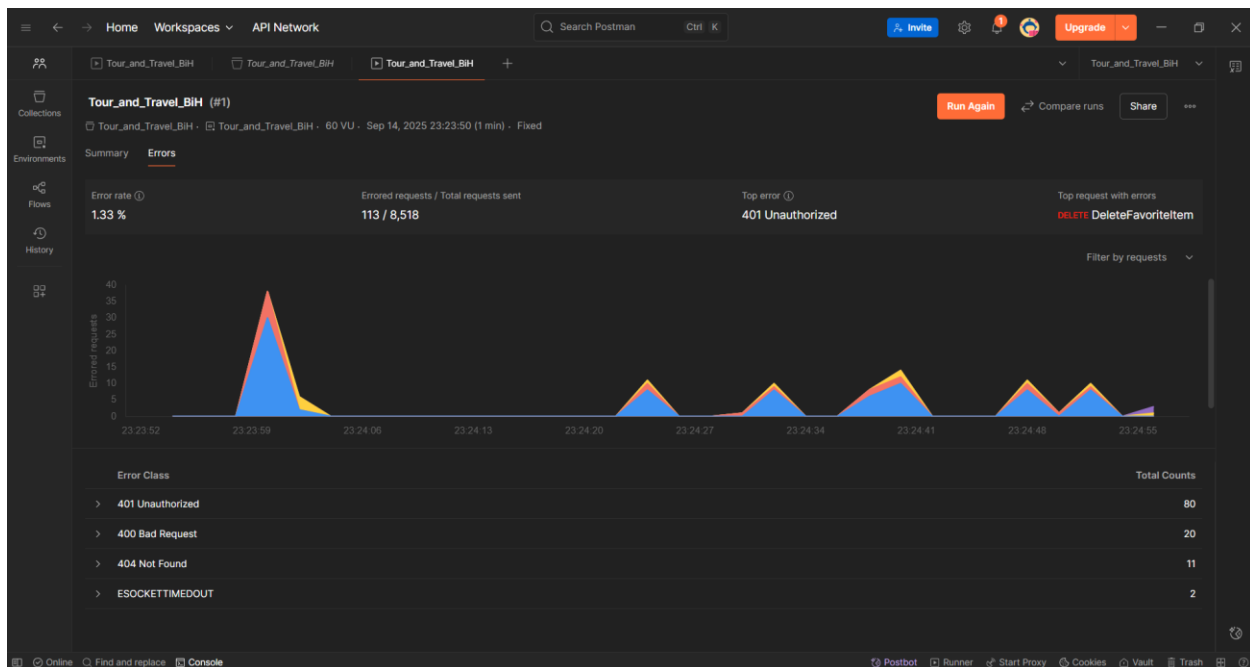 Home Workspaces API Network Search Postman Ctrl K Invite 1 Upgrade
Tour_and_Travel_BiH Tour_and_Travel_BiH Tour_and_Travel_BiH Tour_and_Travel_BiH
Collections
Environments
Flows
History
Tour_and_Travel_BiH (#1) Run Again Compare runs Share
Tour_and_Travel_BiH · Tour_and_Travel_BiH · 60 VU · Sep 14, 2025 23:23:50 (1 min) · Fixed
Summary Errors
Error rate Errored requests / Total requests sent Top error Top request with errors
1.33 % 113 / 8,518 401 Unauthorized DELETE DeleteFavoriteItem
Filter by requests
Errored requests
40
35
30
25
20
15
10
5
0
23:23:52 23:23:59 23:24:06 23:24:13 23:24:20 23:24:27 23:24:34 23:24:41 23:24:48 23:24:55
Error Class Total Counts
401 Unauthorized 80
400 Bad Request 20
404 Not Found 11
ESOCKETTIMEDOUT 2
Online Find and replace Console Postbot Runner Start Proxy Cookies Vault Trash